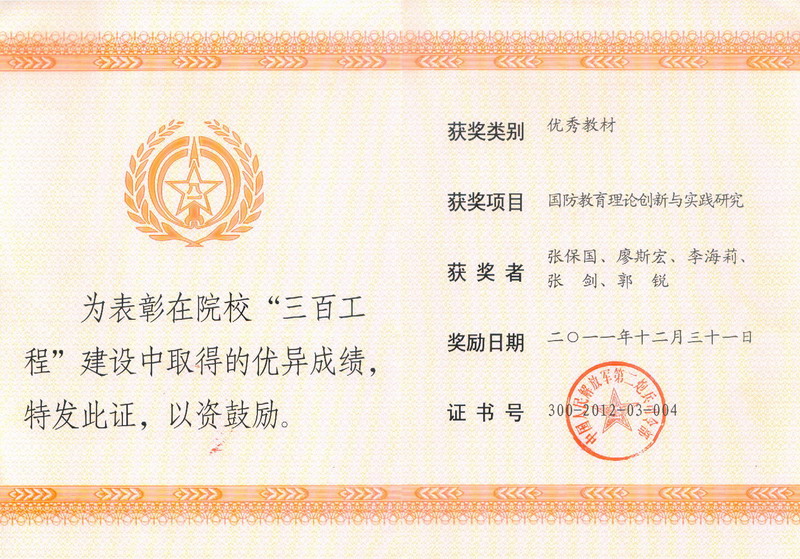 为表彰在院校“三百工
程”建设中取得的优异成绩，
特发此证，以资鼓励。
获奖类别 优秀教材
获奖项目 国防教育理论创新与实践研究
获奖者 张保国、廖斯宏、李海莉、
张 剑、郭 锐
奖励日期 二〇一一年十二月三十一日
证书号 300-2012-03-004
中国人民解放军第二炮兵司令部